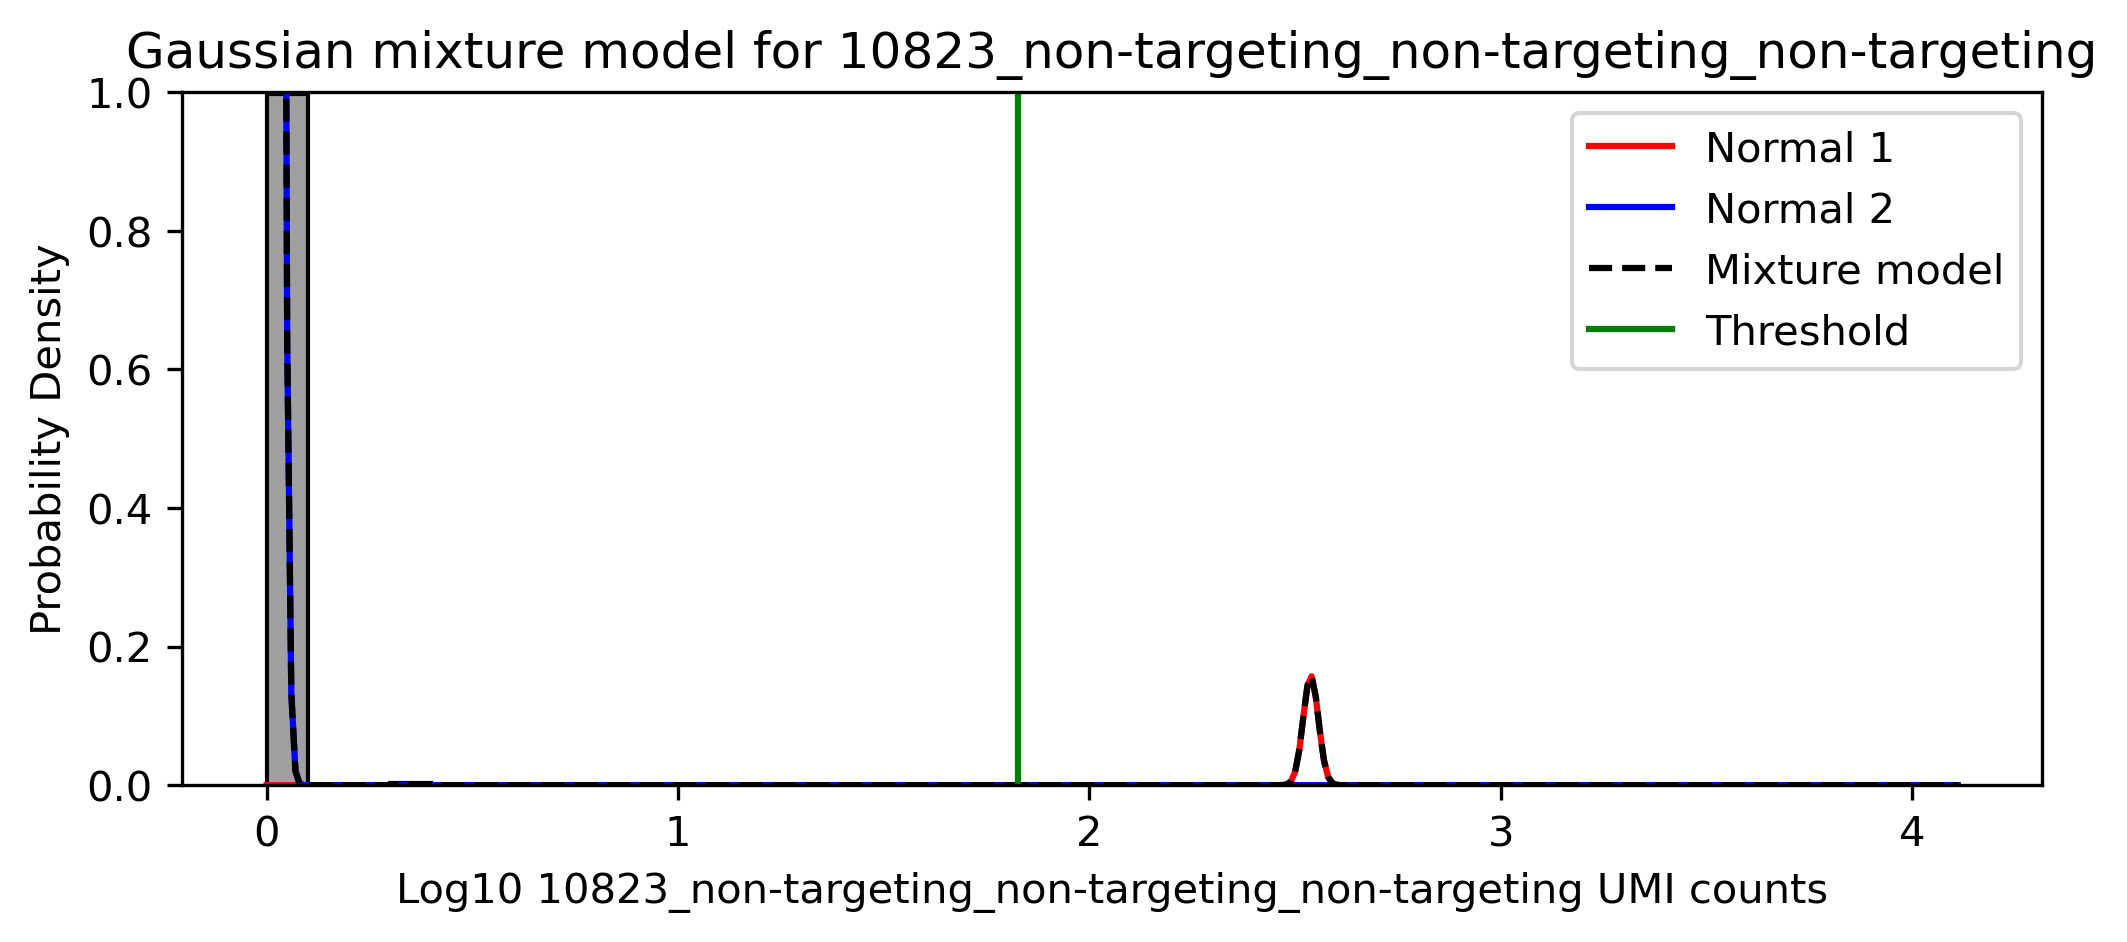 Gaussian mixture model for 10823_non-targeting_non-targeting_non-targeting
1.0
0.8
0.6
0.4
0.2
0.0
Probability Density
Normal 1
Normal 2
Mixture model
Threshold
0 1 2 3 4
Log10 10823_non-targeting_non-targeting_non-targeting UMI counts